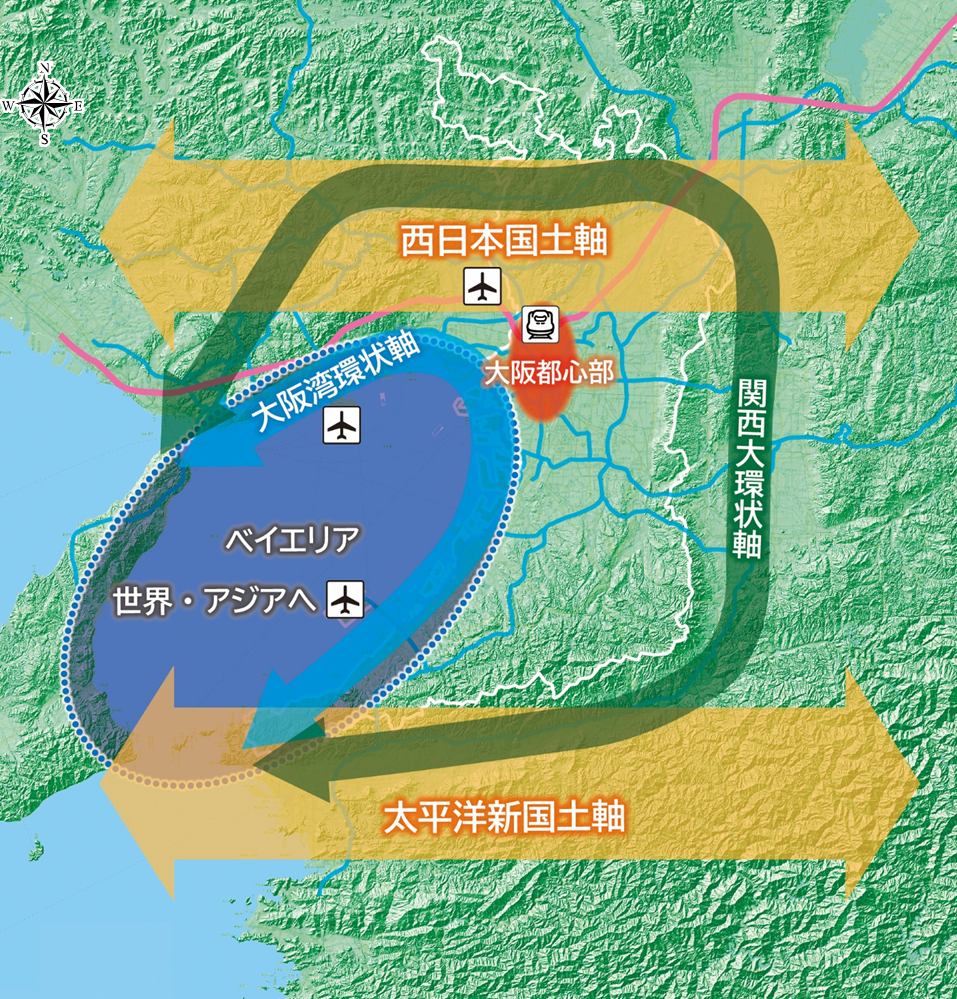 N
W E
S
西日本国土軸
大阪都心部
大阪湾環状軸
関西大環状軸
ベイエリア
世界・アジアへ
太平洋新国土軸